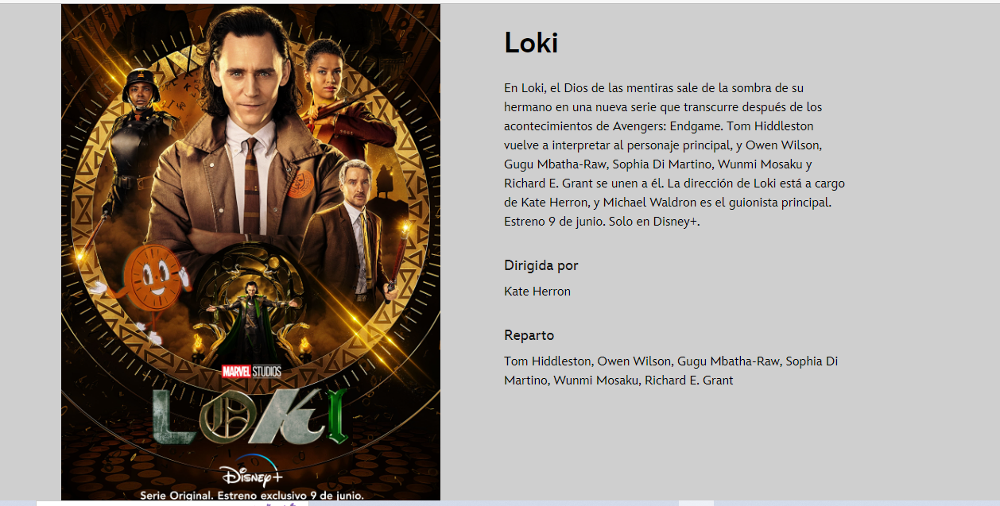 MARVEL STUDIOS
LOKI
Disney+
Serie Original. Estreno exclusivo 9 de junio.
Loki
En Loki, el Dios de las mentiras sale de la sombra de su
hermano en una nueva serie que transcurre después de los
acontecimientos de Avengers: Endgame. Tom Hiddleston
vuelve a interpretar al personaje principal, y Owen Wilson,
Gugu Mbatha-Raw, Sophia Di Martino, Wunmi Mosaku y
Richard E. Grant se unen a él. La dirección de Loki está a cargo
de Kate Herron, y Michael Waldron es el guionista principal.
Estreno 9 de junio. Solo en Disney+.
Dirigida por
Kate Herron
Reparto
Tom Hiddleston, Owen Wilson, Gugu Mbatha-Raw, Sophia Di
Martino, Wunmi Mosaku, Richard E. Grant